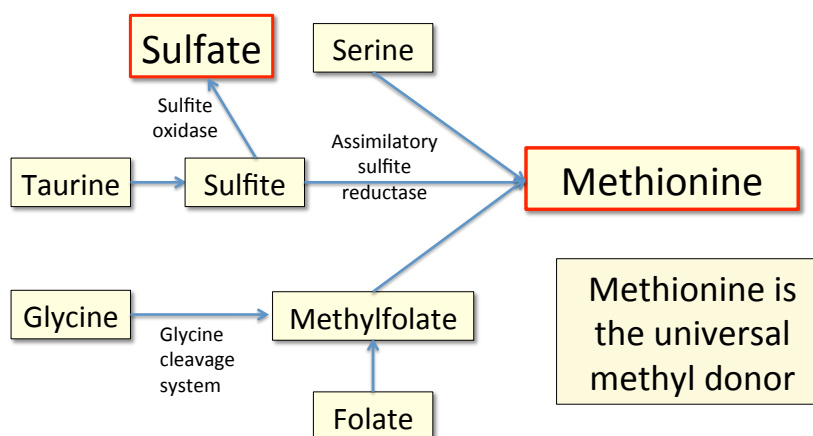 Sulfate
Serine
Sulfite
oxidase
Assimilatory
sulfite
reductase
Taurine
Sulfite
Methionine
Glycine
Methylfolate
Glycine
cleavage
system
Folate
Methionine is
the universal
methyl donor